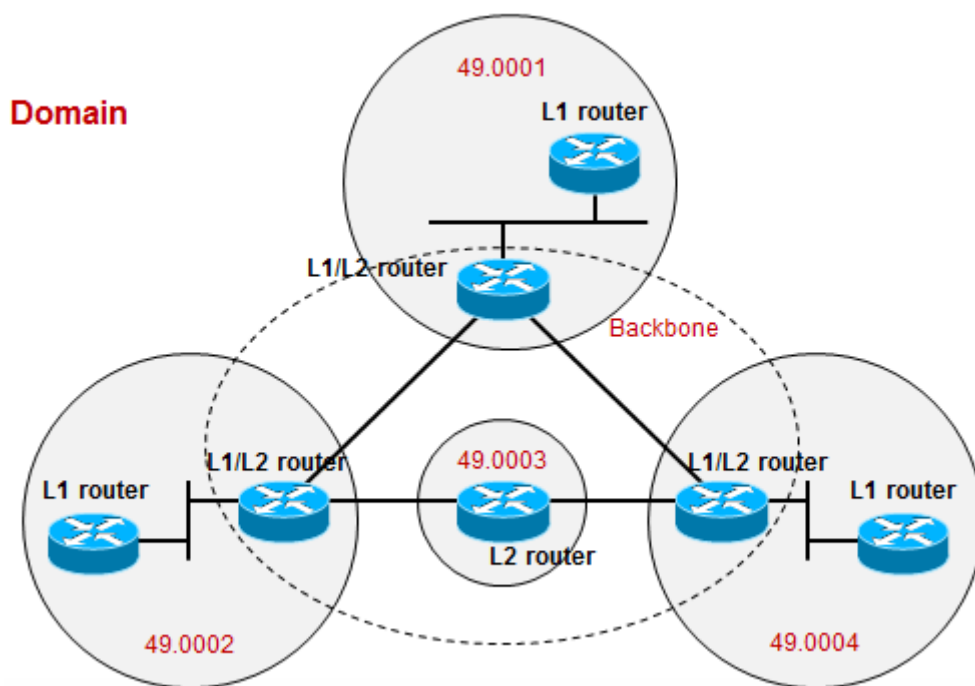 49.0001
Domain
L1 router
L1/L2 router
Backbone
49.0003
L1/L2 router
L1/L2 router
L1 router
L1 router
L2 router
49.0002
49.0004